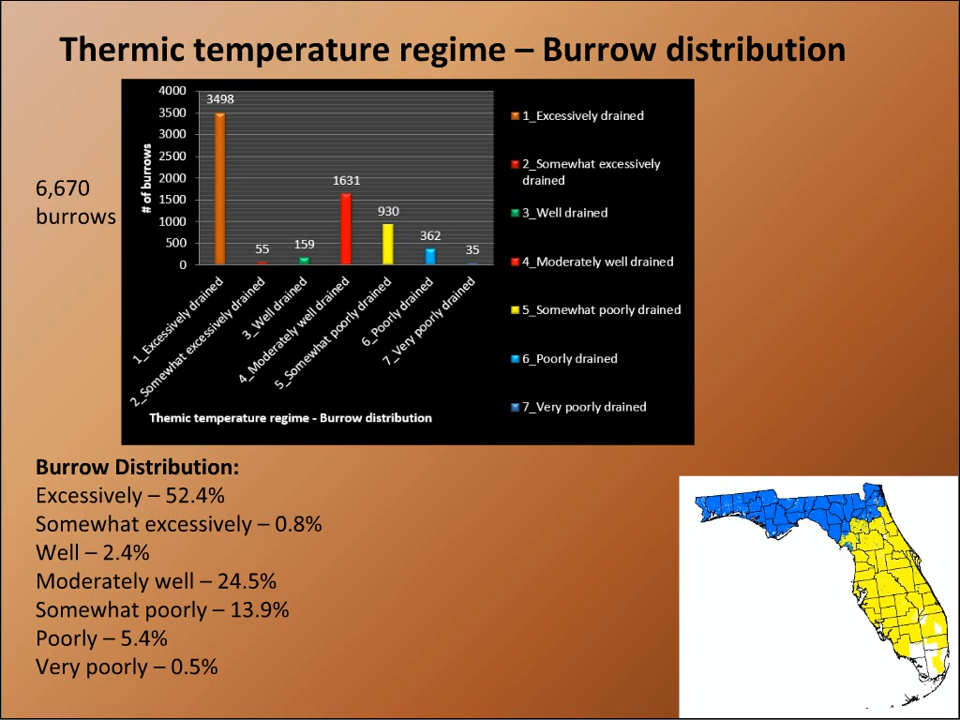 Thermic temperature regime – Burrow distribution
6,670
burrows
# of burrows
4000
3500
3000
2500
2000
1500
1000
500
0
3498
55
159
1631
930
362
35
1_Excessively drained
2_Somewhat excessively drained
3_Well drained
4_Moderately well drained
5_Somewhat poorly drained
6_Poorly drained
7_Very poorly drained
Themic temperature regime - Burrow distribution
1_Excessively drained
2_Somewhat excessively
drained
3_Well drained
4_Moderately well drained
5_Somewhat poorly drained
6_Poorly drained
7_Very poorly drained
Burrow Distribution:
Excessively – 52.4%
Somewhat excessively – 0.8%
Well – 2.4%
Moderately well – 24.5%
Somewhat poorly – 13.9%
Poorly – 5.4%
Very poorly – 0.5%